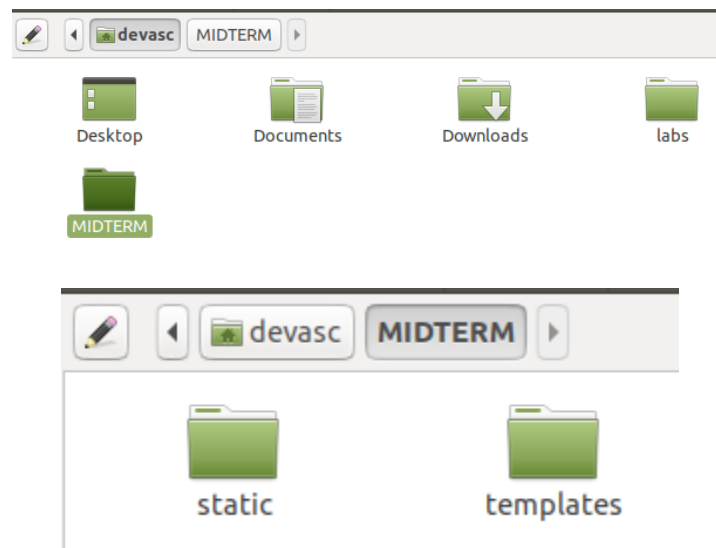 devasc MIDTERM
Desktop Documents Downloads labs
MIDTERM
devasc MIDTERM
static templates